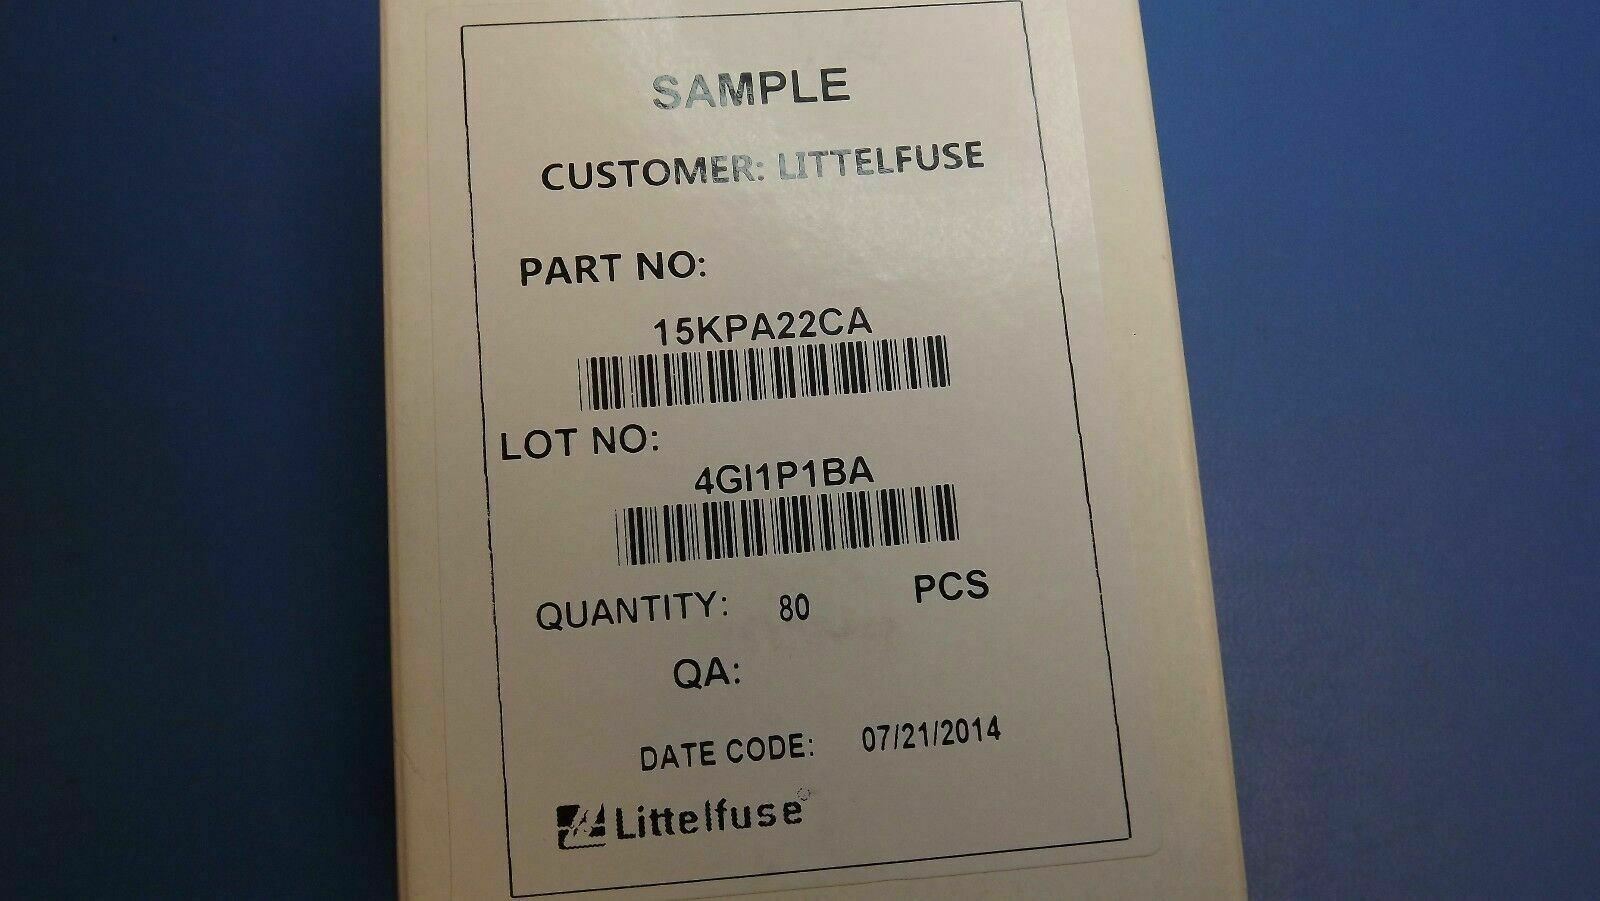 SAMPLE
CUSTOMER: LITTELFUSE
PART NO:
15KPA22CA
LOT NO:
4GI1P1BA
QUANTITY: 80 PCS
QA:
DATE CODE: 07/21/2014
Littelfuse®